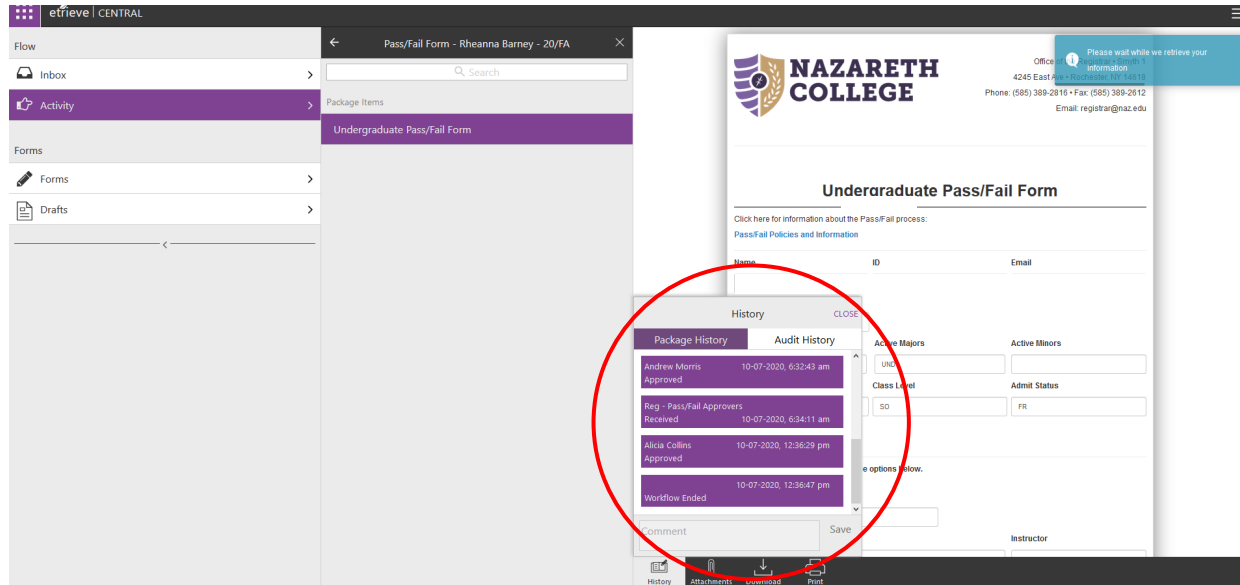 etrieve | CENTRAL
Flow
Inbox
Activity
Forms
Forms
Drafts
Pass/Fail Form - Rheanna Barney - 20/FA
Search
Package Items
Undergraduate Pass/Fail Form
NAZARETH
COLLEGE
Please wait while we retrieve your
information
Office of the Registrar • Smith 1
4245 East Ave • Rochester, NY 14618
Phone: (585) 389-2816 • Fax: (585) 389-2612
Email: registrar@naz.edu
Undergraduate Pass/Fail Form
Click here for information about the Pass/Fail process:
Pass/Fail Policies and Information
Name ID Email
Active Majors Active Minors
UND
Class Level Admit Status
SO FR
e options below.
Instructor
History CLOSE
Package History Audit History
Andrew Morris 10-07-2020, 6:32:43 am
Approved
Reg - Pass/Fail Approvers
Received 10-07-2020, 6:34:11 am
Alicia Collins 10-07-2020, 12:36:29 pm
Approved
10-07-2020, 12:36:47 pm
Workflow Ended
Comment Save
History Attachments Download Print